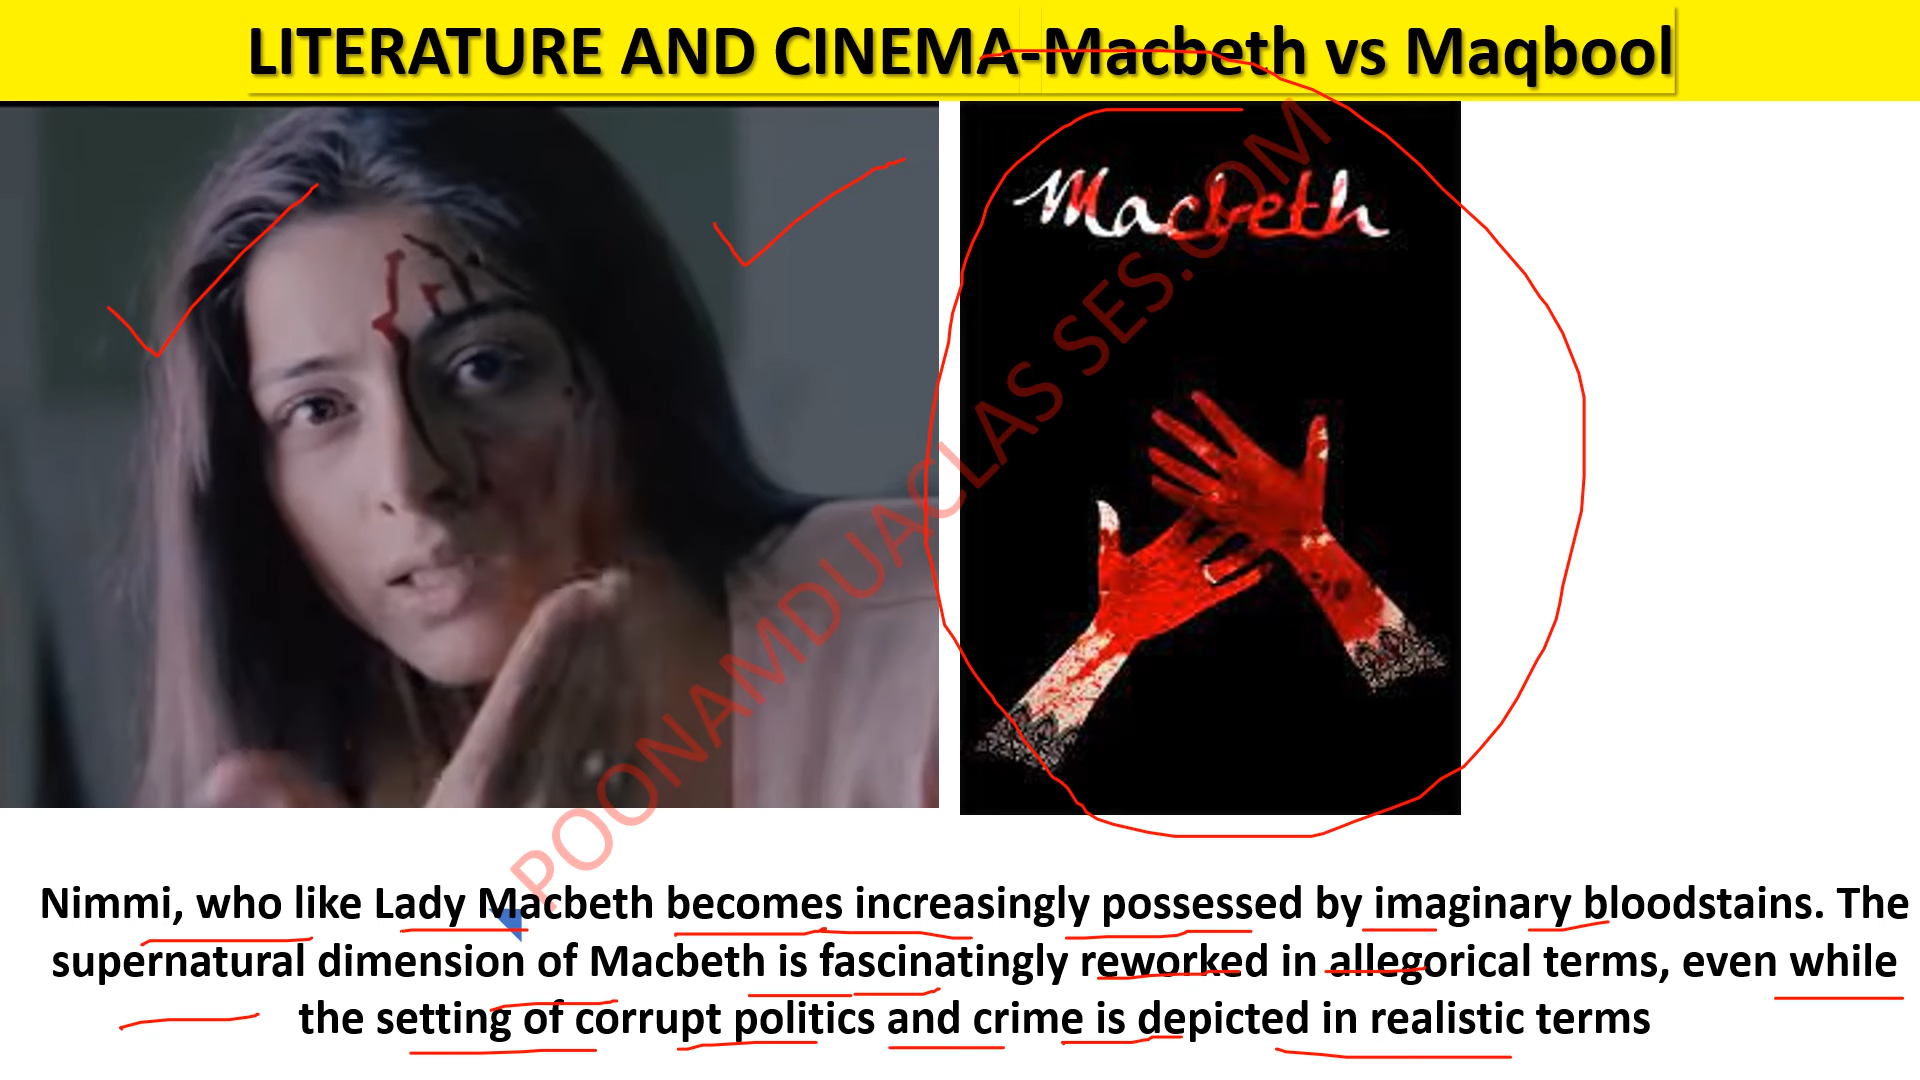 LITERATURE AND CINEMA-Macbeth vs Maqbool
Macbeth
POONAMDUACLAS SES.COM
Nimmi, who like Lady Macbeth becomes increasingly possessed by imaginary bloodstains. The
supernatural dimension of Macbeth is fascinatingly reworked in allegorical terms, even while
the setting of corrupt politics and crime is depicted in realistic terms